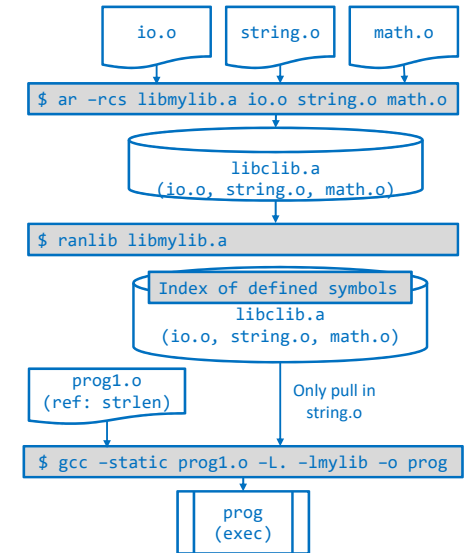 io.o
string.o
math.o
$ ar –rcs libmylib.a io.o string.o math.o
libclib.a
(io.o, string.o, math.o)
$ ranlib libmylib.a
Index of defined symbols
libclib.a
(io.o, string.o, math.o)
prog1.o
(ref: strlen)
Only pull in
string.o
$ gcc –static prog1.o –L. –lmylib –o prog
prog
(exec)